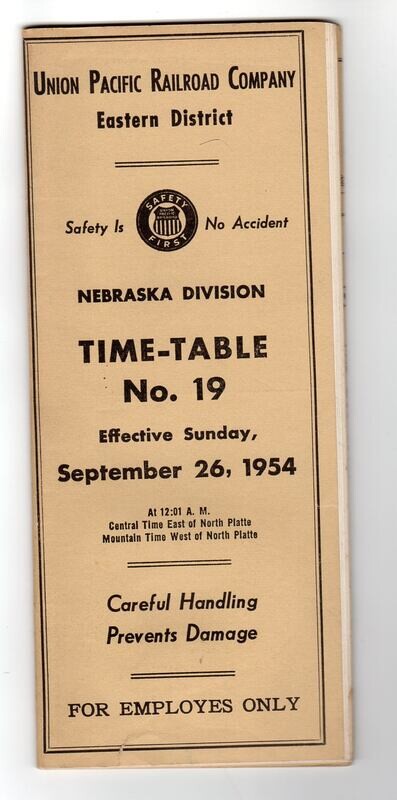 UNION PACIFIC RAILROAD COMPANY
Eastern District
Safety Is
SAFETY
UNION PACIFIC
FIRST
No Accident
NEBRASKA DIVISION
TIME-TABLE
No. 19
Effective Sunday,
September 26, 1954
At 12:01 A. M.
Central Time East of North Platte
Mountain Time West of North Platte
Careful Handling
Prevents Damage
FOR EMPLOYES ONLY